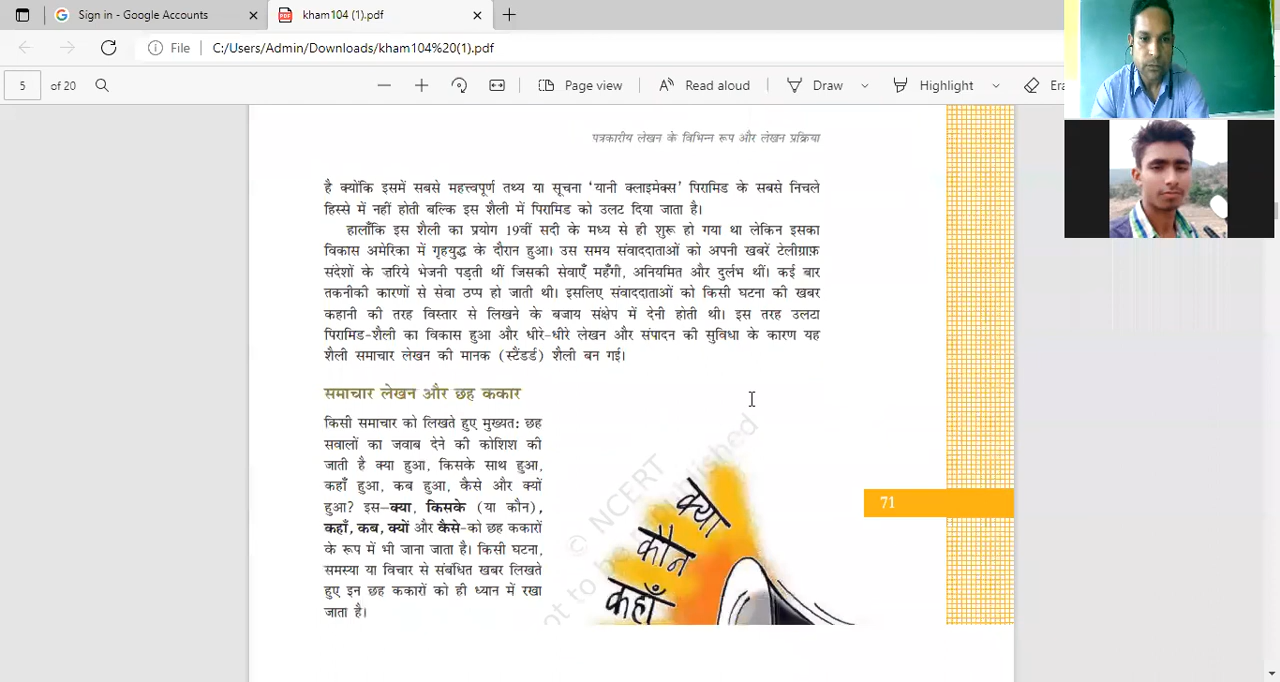 Sign in - Google Accounts
kham104 (1).pdf
File C:/Users/Admin/Downloads/kham104%20(1).pdf
5 of 20
Page view
Read aloud
Draw
Highlight
पत्रकारीय लेखन के विभिन्न रूप और लेखन प्रक्रिया
है क्योंकि इसमें सबसे महत्त्वपूर्ण तथ्य या सूचना ‘यानी क्लाइमेक्स’ पिरामिड के सबसे निचले
हिस्से में नहीं होती बल्कि इस शैली में पिरामिड को उलट दिया जाता है।
हालाँकि इस शैली का प्रयोग 19वीं सदी के मध्य से ही शुरू हो गया था लेकिन इसका
विकास अमेरिका में गृहयुद्ध के दौरान हुआ। उस समय संवाददाताओं को अपनी खबरें टेलीग्राफ़
संदेशों के ज़रिये भेजनी पड़ती थीं जिसकी सेवाएँ महँगी, अनियमित और दुर्लभ थीं। कई बार
तकनीकी कारणों से सेवा ठप्प हो जाती थी। इसलिए संवाददाताओं को किसी घटना की खबर
कहानी की तरह विस्तार से लिखने के बजाय संक्षेप में देनी होती थी। इस तरह उलटा
पिरामिड-शैली का विकास हुआ और धीरे-धीरे लेखन और संपादन की सुविधा के कारण यह
शैली समाचार लेखन की मानक (स्टैंडर्ड) शैली बन गई।
समाचार लेखन और छह ककार
किसी समाचार को लिखते हुए मुख्यत: छह
सवालों का जवाब देने की कोशिश की
जाती है क्या हुआ, किसके साथ हुआ,
कहाँ हुआ, कब हुआ, कैसे और क्यों
हुआ? इस–क्या, किसके (या कौन),
कहाँ, कब, क्यों और कैसे-को छह ककारों
के रूप में भी जाना जाता है। किसी घटना,
समस्या या विचार से संबंधित खबर लिखते
हुए इन छह ककारों को ही ध्यान में रखा
जाता है।
क्या
कौन
कहाँ
© NCERT
not to be published
71